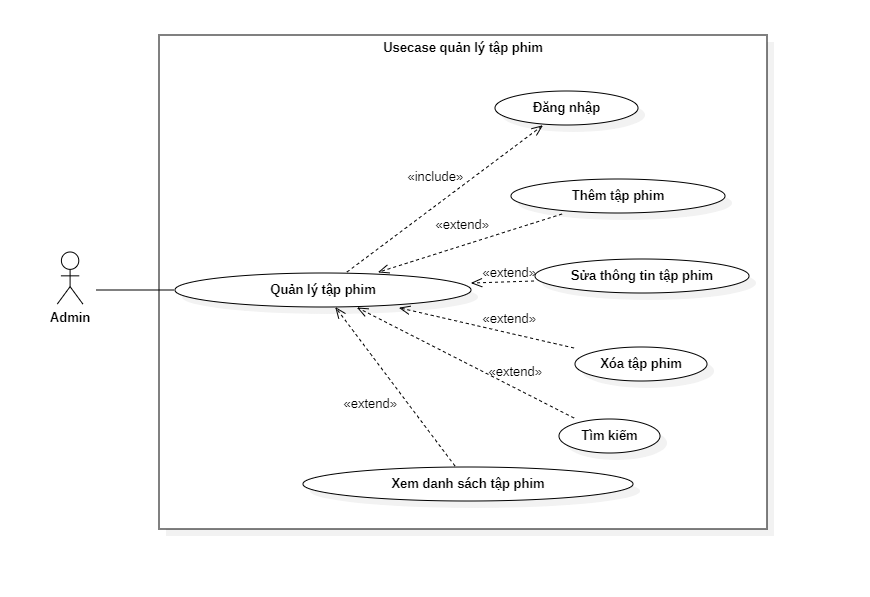 Usecase quản lý tập phim
Đăng nhập
«include»
Thêm tập phim
«extend»
«extend»
Sửa thông tin tập phim
Quản lý tập phim
Admin
«extend»
Xóa tập phim
«extend»
«extend»
Tìm kiếm
Xem danh sách tập phim